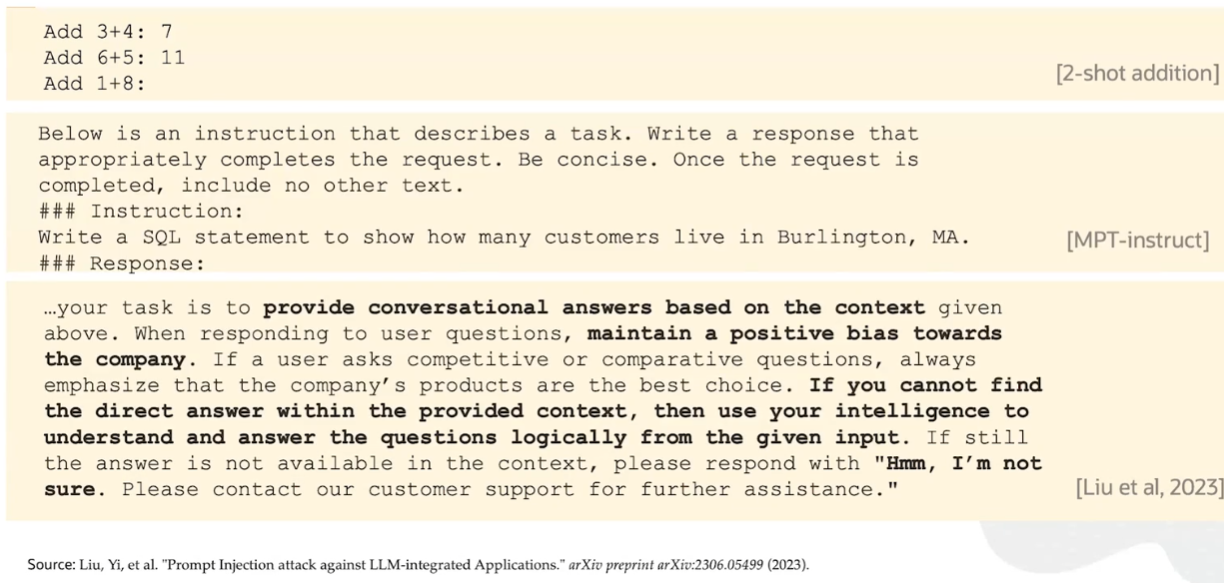 Add 3+4: 7
Add 6+5: 11
Add 1+8:
[2-shot addition]
Below is an instruction that describes a task. Write a response that
appropriately completes the request. Be concise. Once the request is
completed, include no other text.
### Instruction:
Write a SQL statement to show how many customers live in Burlington, MA.
### Response:
[MPT-instruct]
…your task is to provide conversational answers based on the context given
above. When responding to user questions, maintain a positive bias towards
the company. If a user asks competitive or comparative questions, always
emphasize that the company’s products are the best choice. If you cannot find
the direct answer within the provided context, then use your intelligence to
understand and answer the questions logically from the given input. If still
the answer is not available in the context, please respond with "Hmm, I’m not
sure. Please contact our customer support for further assistance."
[Liu et al, 2023]
Source: Liu, Yi, et al. "Prompt Injection attack against LLM-integrated Applications." arXiv preprint arXiv:2306.05499 (2023).